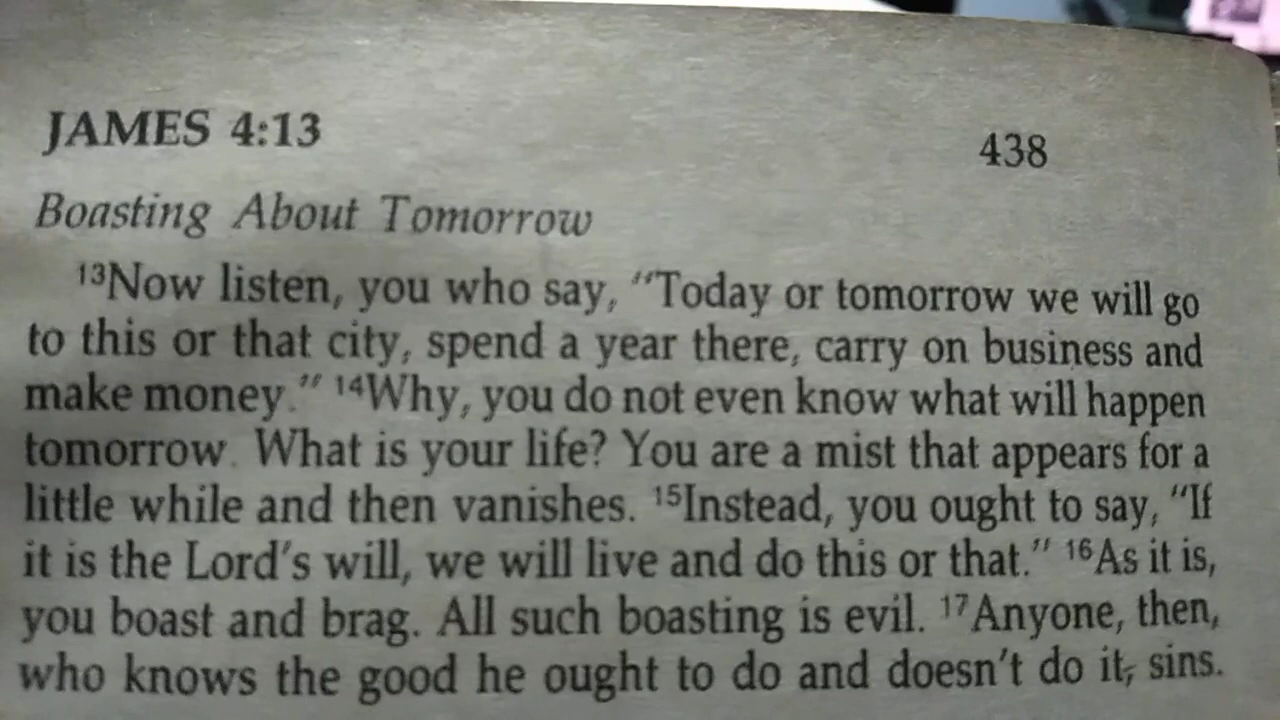 JAMES 4:13
438
Boasting About Tomorrow
¹³Now listen, you who say, “Today or tomorrow we will go
to this or that city, spend a year there, carry on business and
make money.” ¹⁴Why, you do not even know what will happen
tomorrow. What is your life? You are a mist that appears for a
little while and then vanishes. ¹⁵Instead, you ought to say, “If
it is the Lord’s will, we will live and do this or that.” ¹⁶As it is,
you boast and brag. All such boasting is evil. ¹⁷Anyone, then,
who knows the good he ought to do and doesn’t do it, sins.